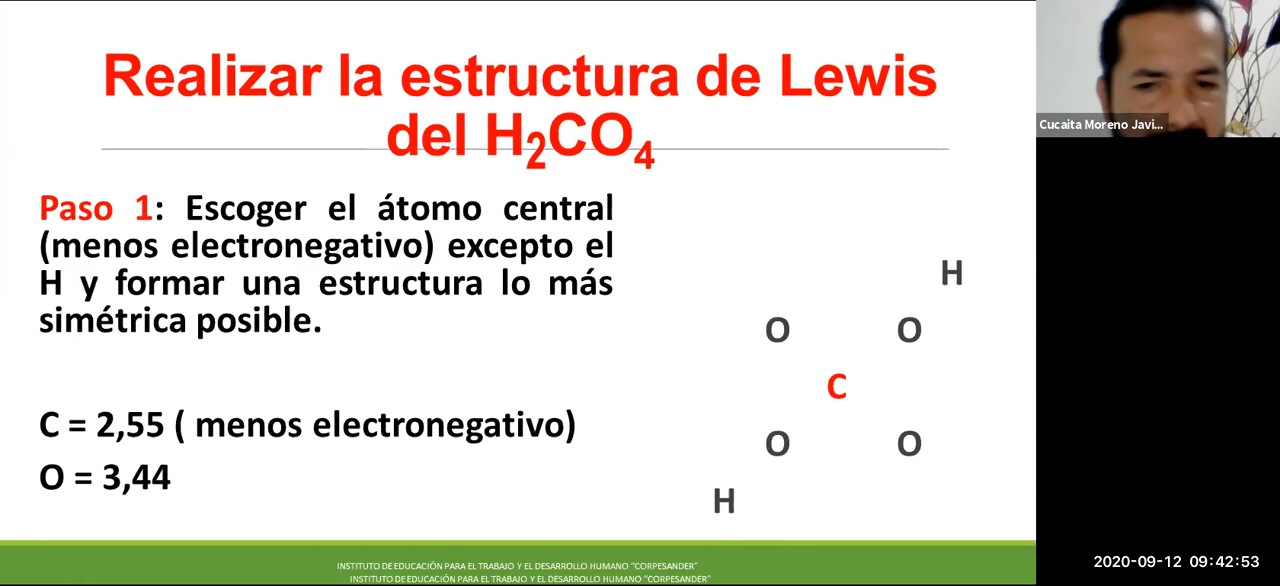 Realizar la estructura de Lewis
del H₂CO₄
Paso 1: Escoger el átomo central
(menos electronegativo) excepto el
H y formar una estructura lo más
simétrica posible.
C = 2,55 ( menos electronegativo)
O = 3,44
H
O O
C
O O
H
INSTITUTO DE EDUCACIÓN PARA EL TRABAJO Y EL DESARROLLO HUMANO "CORPESANDER"
INSTITUTO DE EDUCACIÓN PARA EL TRABAJO Y EL DESARROLLO HUMANO "CORPESANDER"
Cucaita Moreno Javi...
2020-09-12 09:42:53